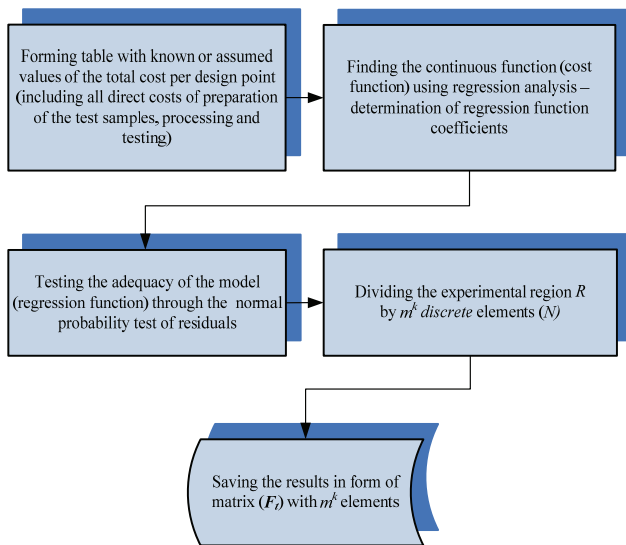 Forming table with known or assumed
values of the total cost per design point
(including all direct costs of preparation
of the test samples, processing and
testing)
Finding the continuous function (cost
function) using regression analysis –
determination of regression function
coefficients
Testing the adequacy of the model
(regression function) through the normal
probability test of residuals
Dividing the experimental region R
by m^k discrete elements (N)
Saving the results in form of
matrix (F_t) with m^k elements